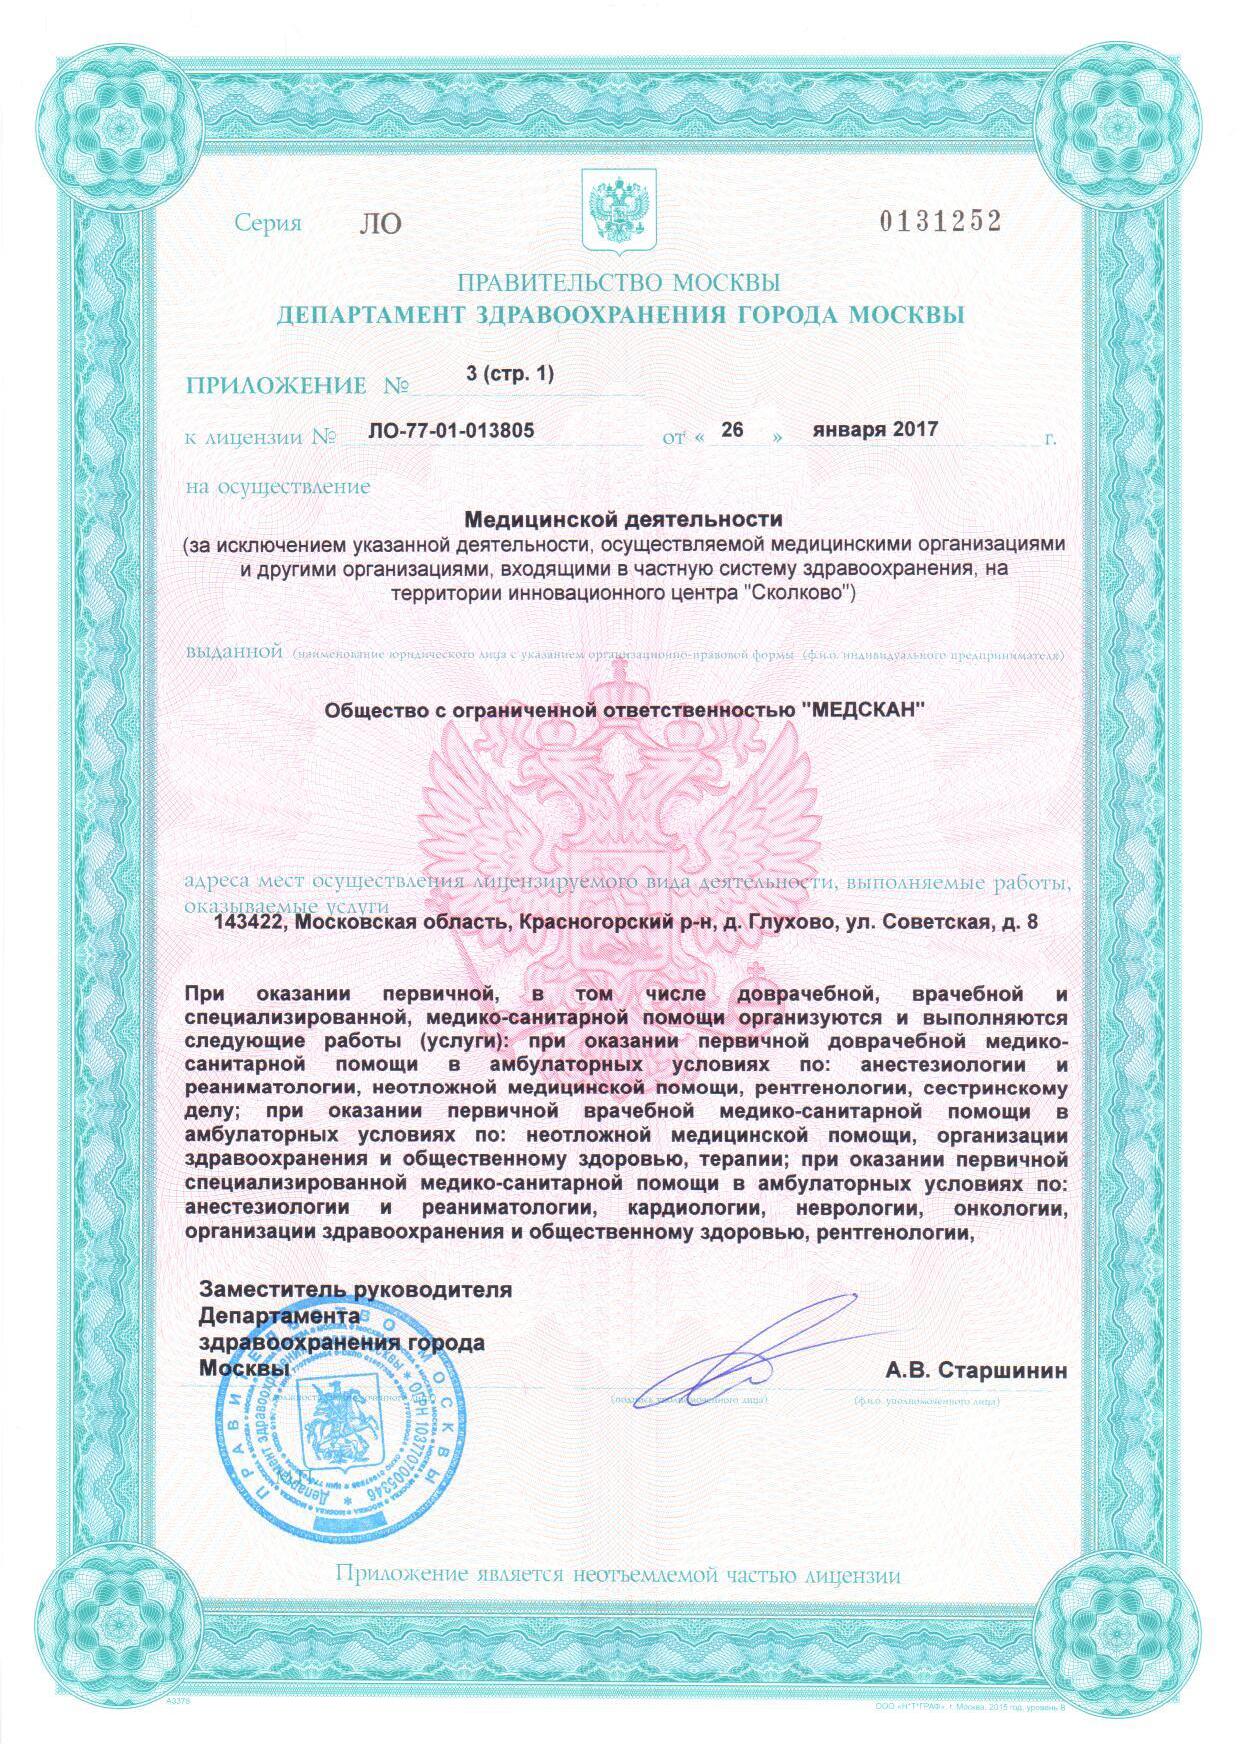 Серия ЛО 0131252
ПРАВИТЕЛЬСТВО МОСКВЫ
ДЕПАРТАМЕНТ ЗДРАВООХРАНЕНИЯ ГОРОДА МОСКВЫ
ПРИЛОЖЕНИЕ № 3 (стр. 1)
к лицензии № ЛО-77-01-013805 от « 26 » января 2017 г.
на осуществление
Медицинской деятельности
(за исключением указанной деятельности, осуществляемой медицинскими организациями
и другими организациями, входящими в частную систему здравоохранения, на
территории инновационного центра "Сколково")
выданной (наименование юридического лица с указанием организационно-правовой формы (ф.и.о. индивидуального предпринимателя)
Общество с ограниченной ответственностью "МЕДСКАН"
адреса мест осуществления лицензируемого вида деятельности, выполняемые работы,
оказываемые услуги
143422, Московская область, Красногорский р-н, д. Глухово, ул. Советская, д. 8
При оказании первичной, в том числе доврачебной, врачебной и
специализированной, медико-санитарной помощи организуются и выполняются
следующие работы (услуги): при оказании первичной доврачебной медико-
санитарной помощи в амбулаторных условиях по: анестезиологии и
реаниматологии, неотложной медицинской помощи, рентгенологии, сестринскому
делу; при оказании первичной врачебной медико-санитарной помощи в
амбулаторных условиях по: неотложной медицинской помощи, организации
здравоохранения и общественному здоровью, терапии; при оказании первичной
специализированной медико-санитарной помощи в амбулаторных условиях по:
анестезиологии и реаниматологии, кардиологии, неврологии, онкологии,
организации здравоохранения и общественному здоровью, рентгенологии,
Заместитель руководителя
Департамента
здравоохранения города
Москвы А.В. Старшинин
(подпись уполномоченного лица) (ф.и.о. уполномоченного лица)
ПРАВИТЕЛЬСТВО МОСКВЫ
Департамент здравоохранения города Москвы * ОГРН 1037707005346 *
Приложение является неотъемлемой частью лицензии
А3378 ООО «Н*Т*ГРАФ», г. Москва, 2015 год, уровень В